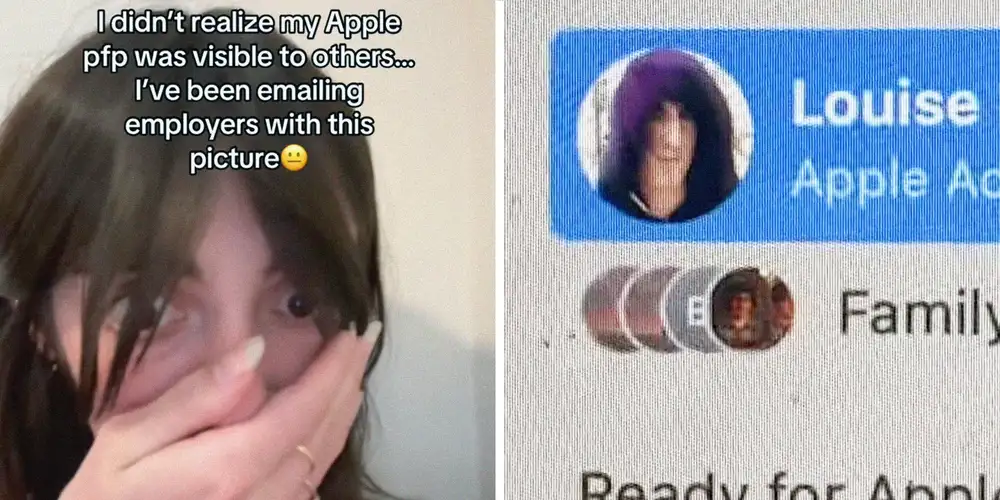 I didn't realize my Apple
pfp was visible to others...
I've been emailing
employers with this
picture😐
Louise
Apple Ac
E
Family
Ready for Appl